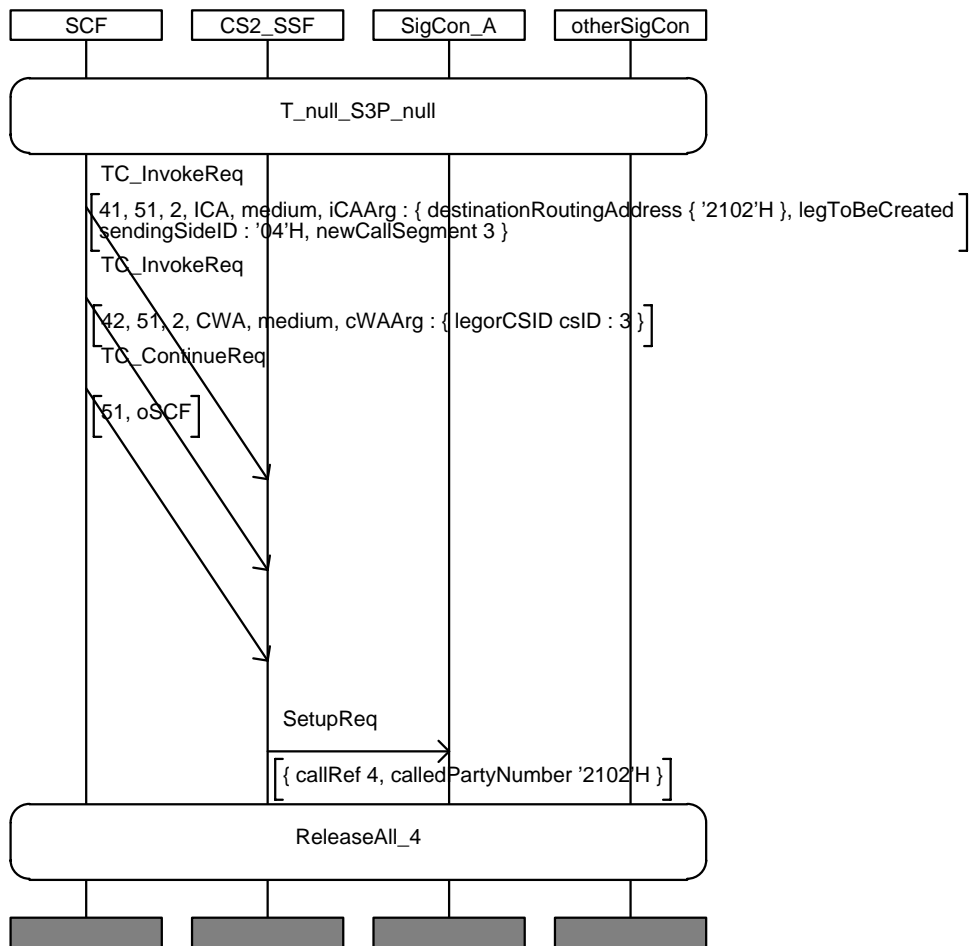 SCF
CS2_SSF
SigCon_A
otherSigCon
T_null_S3P_null
TC_InvokeReq
41, 51, 2, ICA, medium, iCAArg : { destinationRoutingAddress { '2102'H }, legToBeCreated
sendingSideID : '04'H, newCallSegment 3 }
TC_InvokeReq
42, 51, 2, CWA, medium, cWAArg : { legorCSID csID : 3 }
TC_ContinueReq
51, oSCF
SetupReq
{ callRef 4, calledPartyNumber '2102'H }
ReleaseAll_4